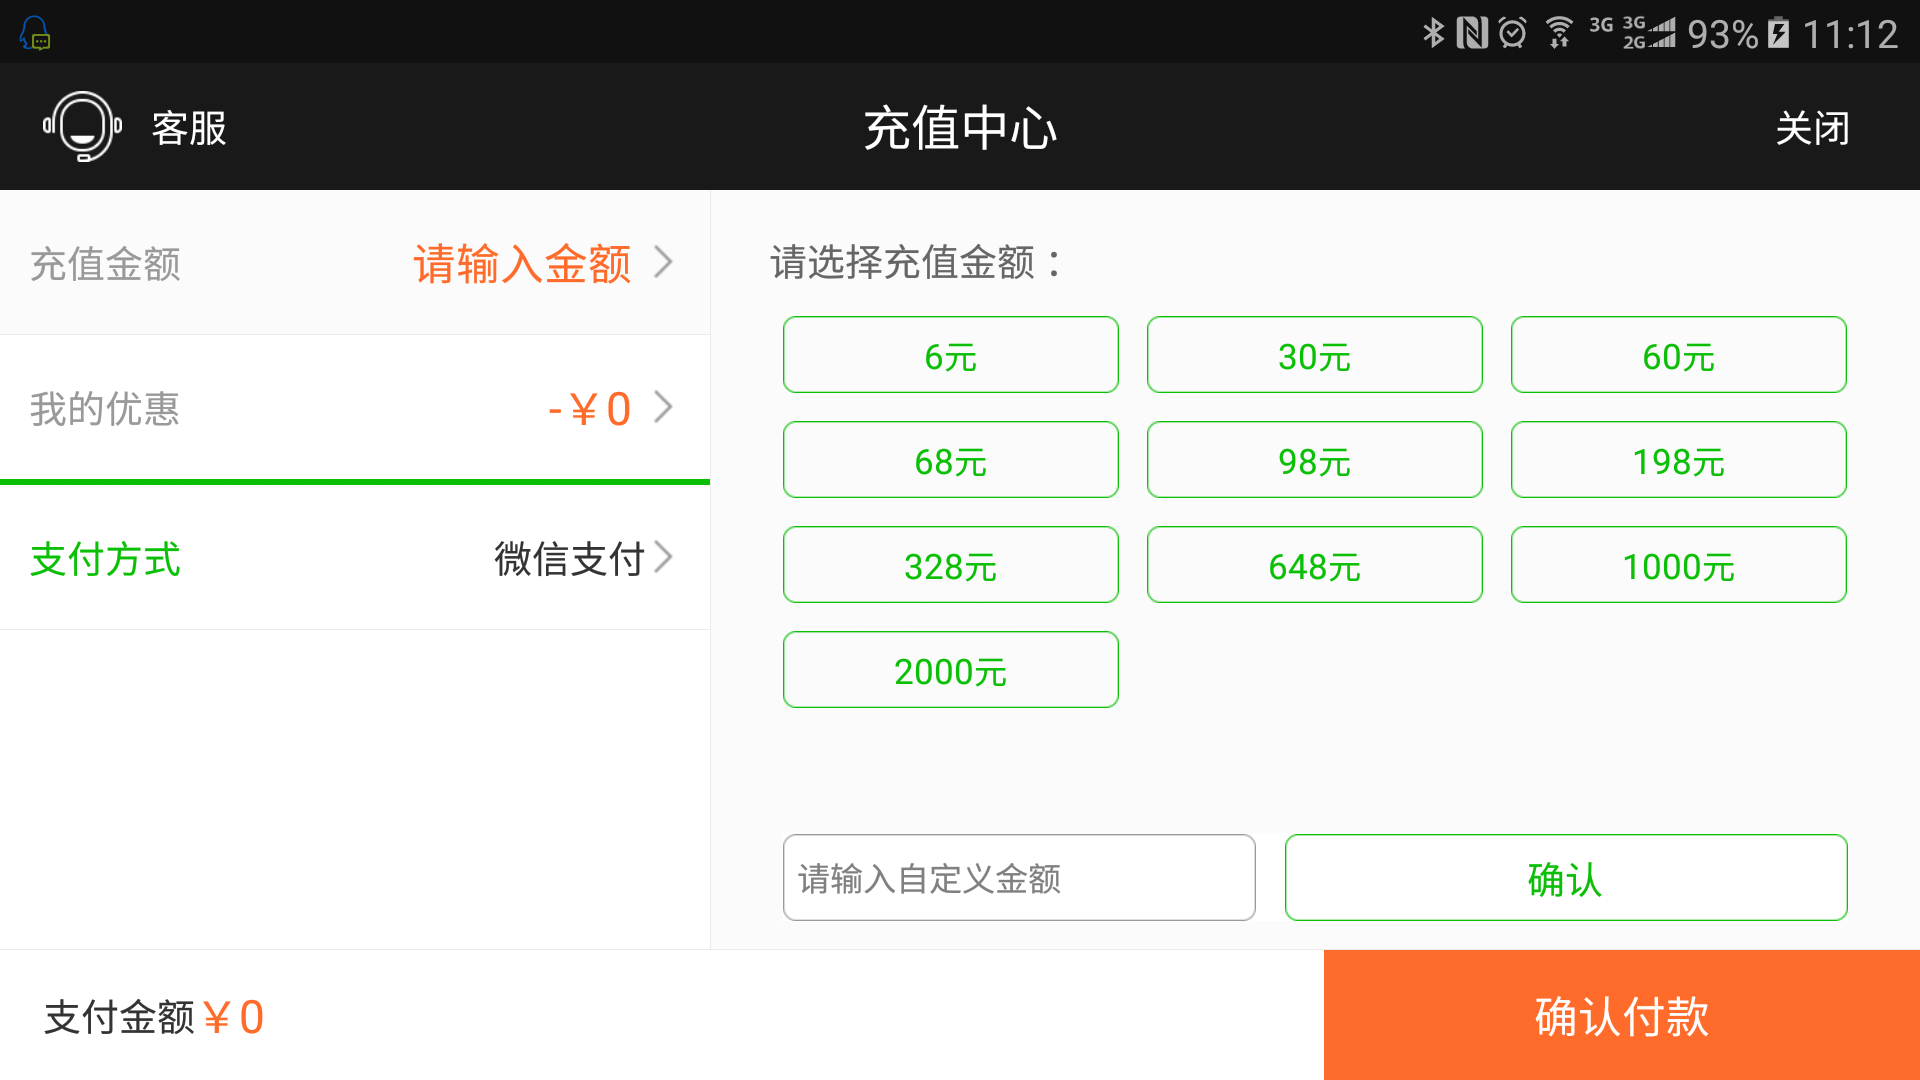 3G 3G 2G 93% 11:12
客服 充值中心 关闭
充值金额 请输入金额
我的优惠 -￥0
支付方式 微信支付
请选择充值金额：
6元 30元 60元
68元 98元 198元
328元 648元 1000元
2000元
请输入自定义金额 确认
支付金额￥0 确认付款